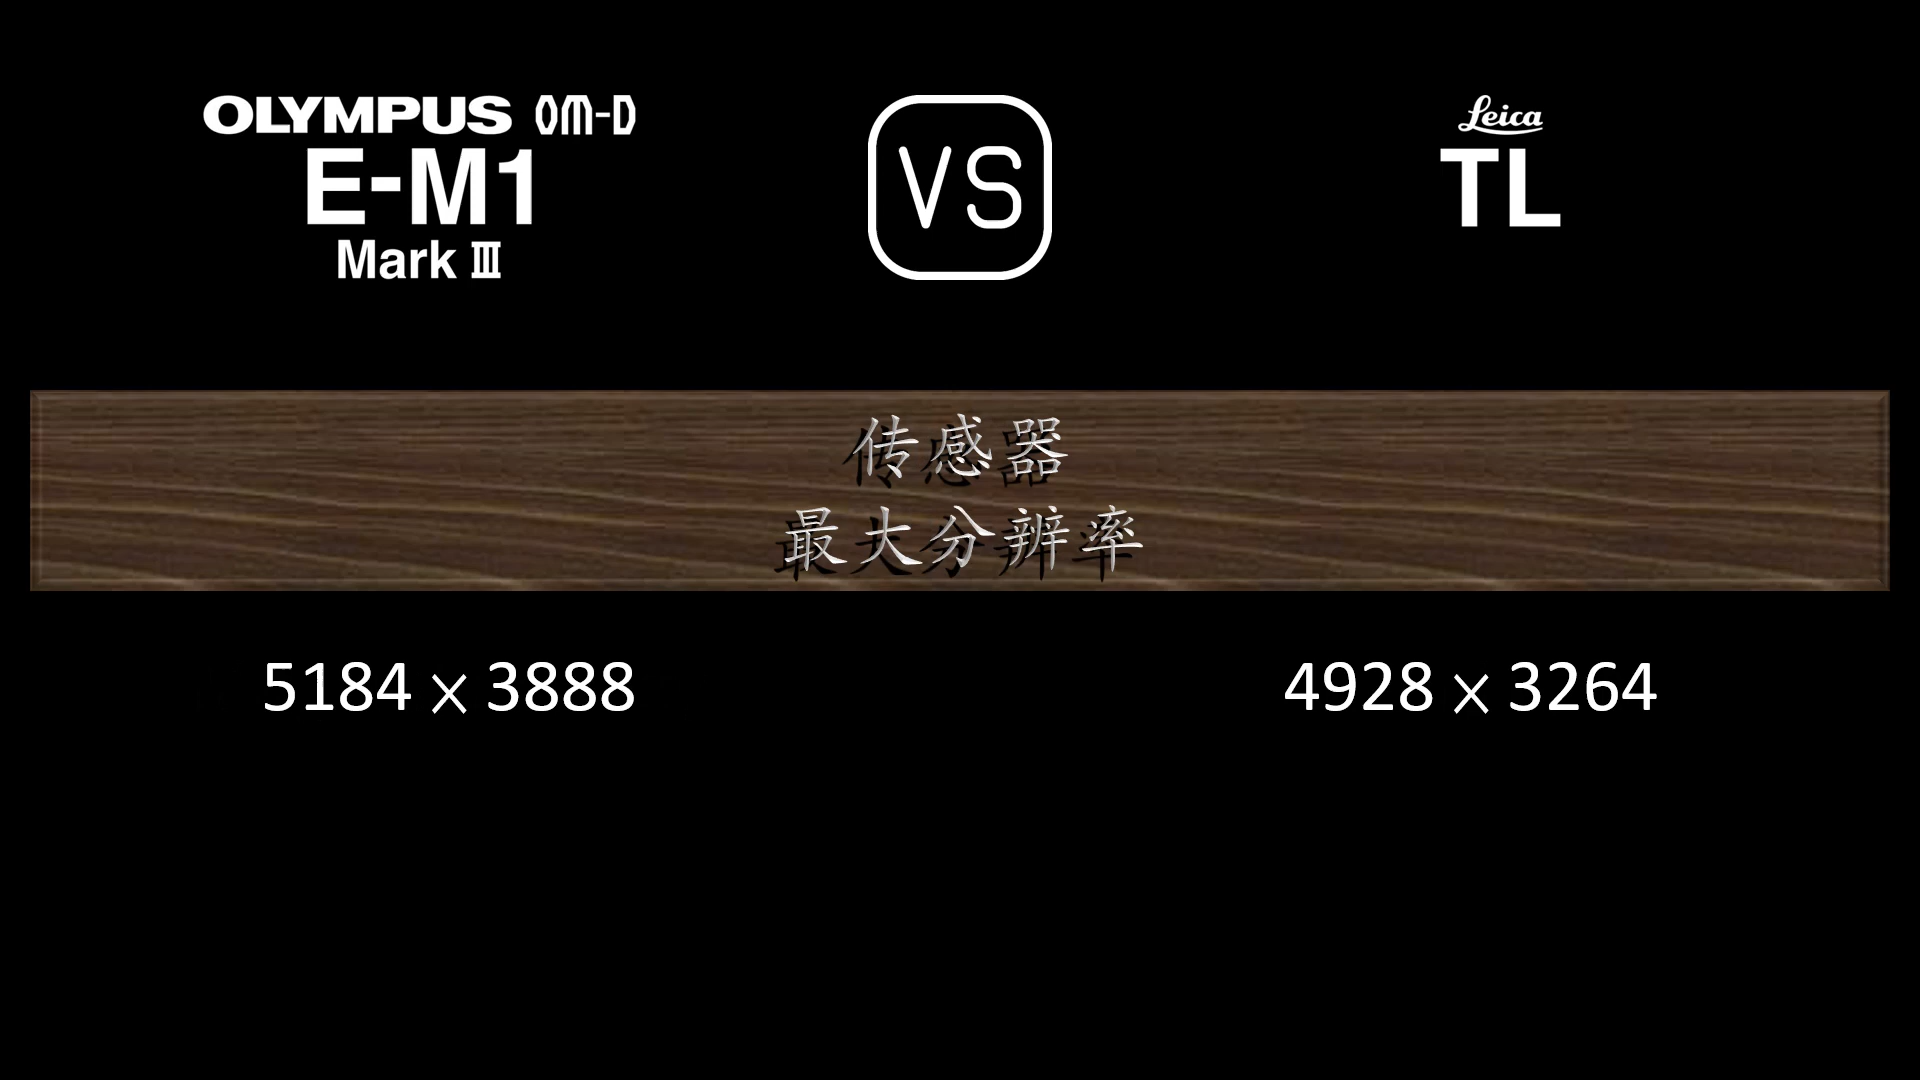 OLYMPUS OM-D
E-M1
Mark III
VS
Leica
TL
传感器
最大分辨率
5184 x 3888
4928 x 3264